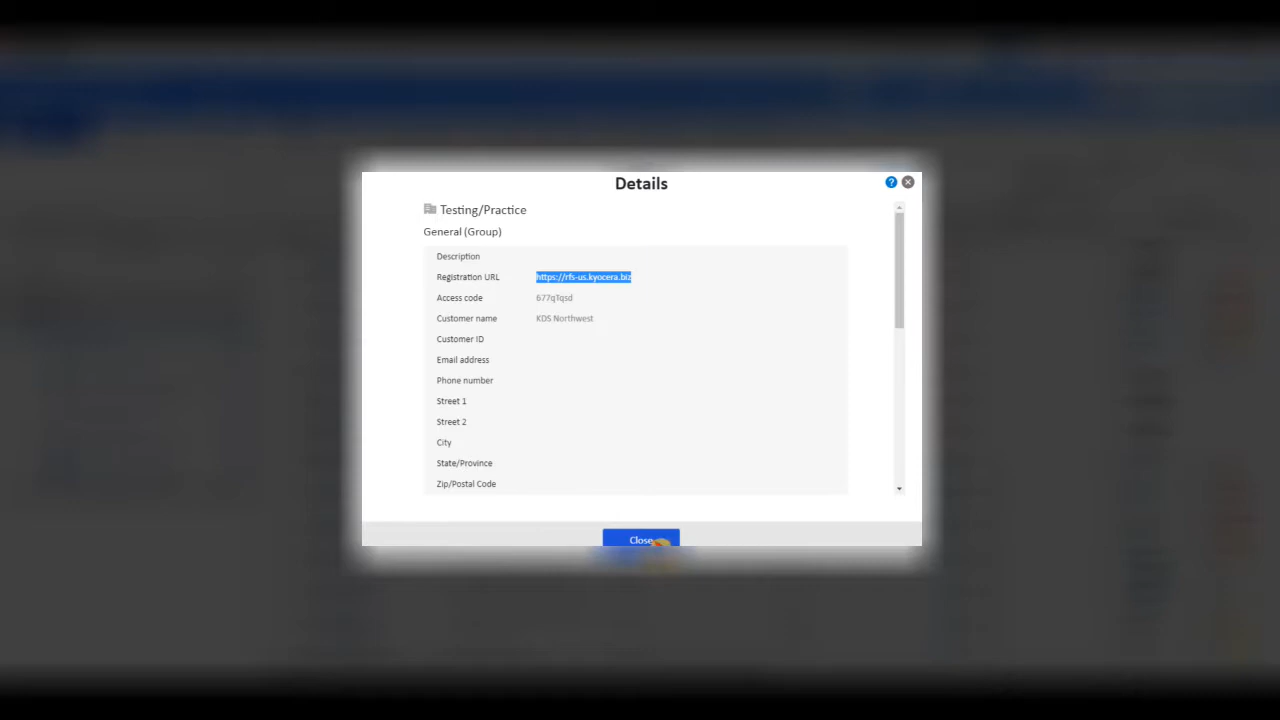 Details
?
Testing/Practice
General (Group)
Description
Registration URL https://rfs-us.kyocera.biz
Access code 677qTqsd
Customer name KDS Northwest
Customer ID
Email address
Phone number
Street 1
Street 2
City
State/Province
Zip/Postal Code
Close